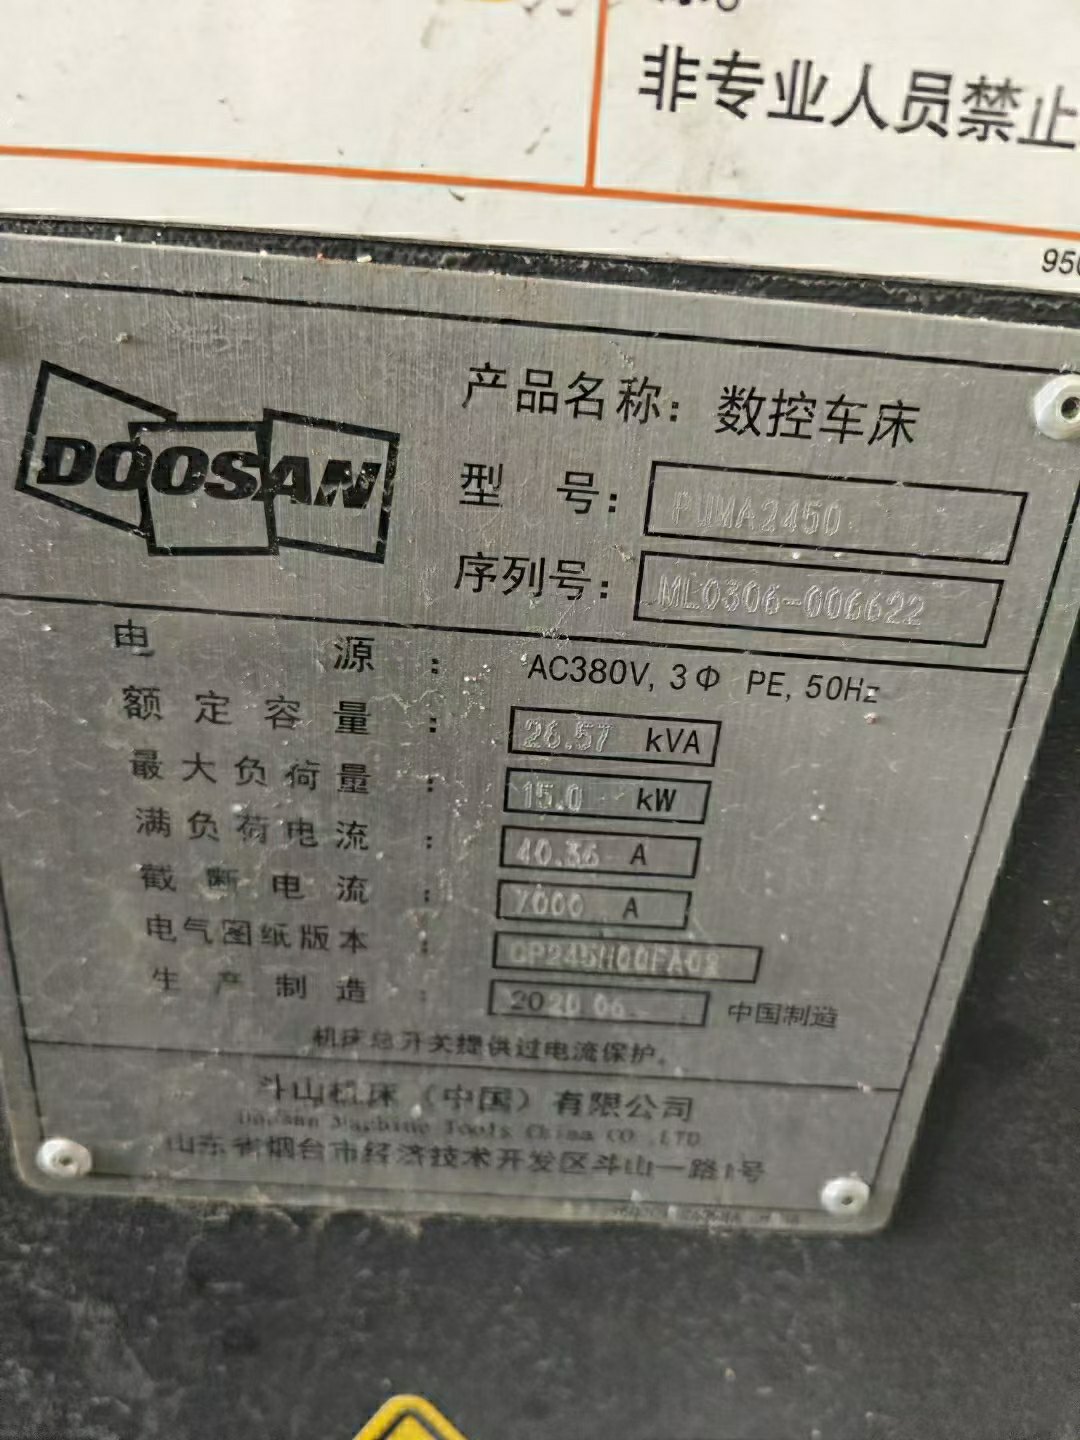 非专业人员禁止
950
DOOSAN
产品名称：数控车床
型 号： PUMA2450
序列号： ML0306-006622
电 源 ： AC380V, 3Φ PE, 50Hz
额定容量 ： 26.57 kVA
最大负荷量 ： 15.0 kW
满负荷电流 ： 40.36 A
截断电流 ： 7000 A
电气图纸版本 ： CP245H00FA02
生产制造 ： 2020 06 中国制造
机床总开关提供过电流保护。
斗山机床（中国）有限公司
Doosan Machine Tools China CO.,LTD
山东省烟台市经济技术开发区斗山一路1号